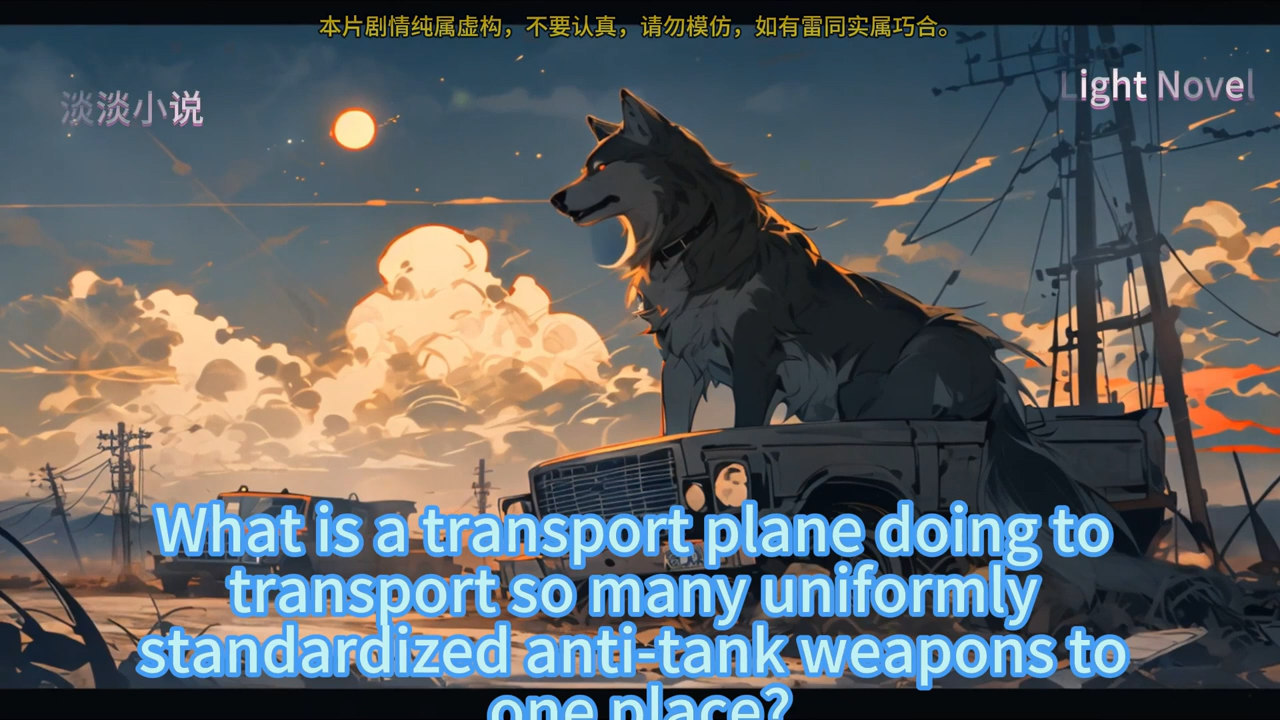 本片剧情纯属虚构，不要认真，请勿模仿，如有雷同实属巧合。
淡淡小说
Light Novel
What is a transport plane doing to
transport so many uniformly
standardized anti-tank weapons to
one place?